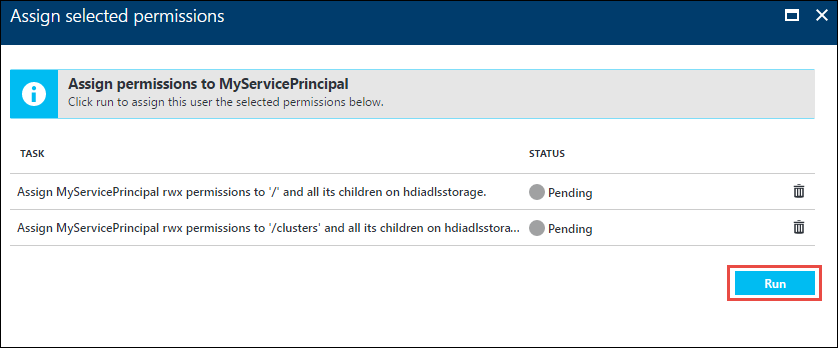 Assign selected permissions
Assign permissions to MyServicePrincipal
Click run to assign this user the selected permissions below.
TASK STATUS
Assign MyServicePrincipal rwx permissions to '/' and all its children on hdiadlsstorage. Pending
Assign MyServicePrincipal rwx permissions to '/clusters' and all its children on hdiadlsstora... Pending
Run